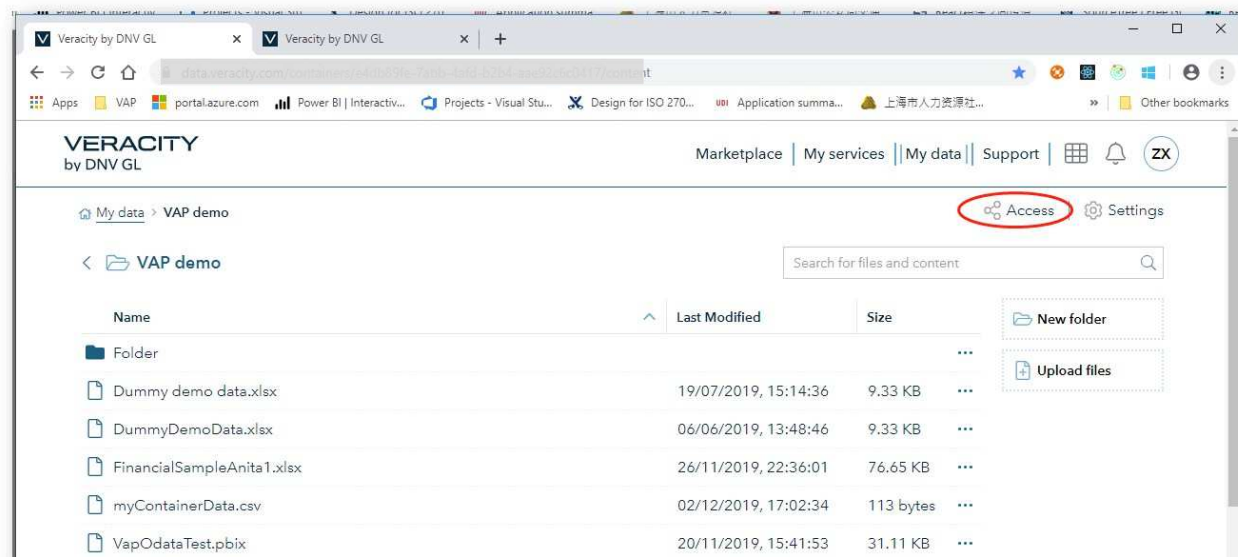 Veracity by DNV GL
Veracity by DNV GL
Apps VAP portal.azure.com Power BI | Interactiv... Projects - Visual Stu... Design for ISO 270... UDI Application summa... 上海市人力资源社... » Other bookmarks
VERACITY
by DNV GL
Marketplace My services My data Support ZX
My data > VAP demo Access Settings
VAP demo Search for files and content
Name Last Modified Size New folder
Folder
Upload files
Dummy demo data.xlsx 19/07/2019, 15:14:36 9.33 KB
DummyDemoData.xlsx 06/06/2019, 13:48:46 9.33 KB
FinancialSampleAnita1.xlsx 26/11/2019, 22:36:01 76.65 KB
myContainerData.csv 02/12/2019, 17:02:34 113 bytes
VapOdataTest.pbix 20/11/2019, 15:41:53 31.11 KB